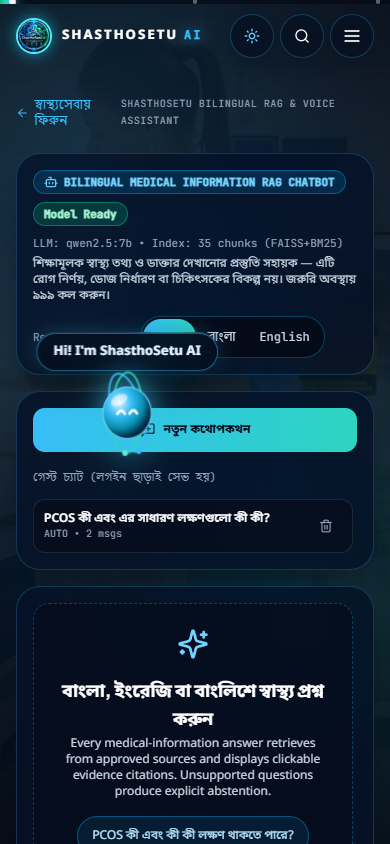 SHASTHOSETU AI
স্বাস্থ্যসেবায়
ফিরুন
SHASTHOSETU BILINGUAL RAG & VOICE
ASSISTANT
BILINGUAL MEDICAL INFORMATION RAG CHATBOT
Model Ready
LLM: qwen2.5:7b • Index: 35 chunks (FAISS+BM25)
শিক্ষামূলক স্বাস্থ্য তথ্য ও ডাক্তার দেখানোর প্রস্তুতি সহায়ক — এটি
রোগ নির্ণয়, ডোজ নির্ধারণ বা চিকিৎসকের বিকল্প নয়। জরুরি অবস্থায়
৯৯৯ কল করুন।
বাংলা English
Hi! I'm ShasthoSetu AI
নতুন কথোপকথন
গেস্ট চ্যাট (লগইন ছাড়াই সেভ হয়)
PCOS কী এবং এর সাধারণ লক্ষণগুলো কী কী?
AUTO • 2 msgs
বাংলা, ইংরেজি বা বাংলিশে স্বাস্থ্য প্রশ্ন
করুন
Every medical-information answer retrieves
from approved sources and displays clickable
evidence citations. Unsupported questions
produce explicit abstention.
PCOS কী এবং কী কী লক্ষণ থাকতে পারে?